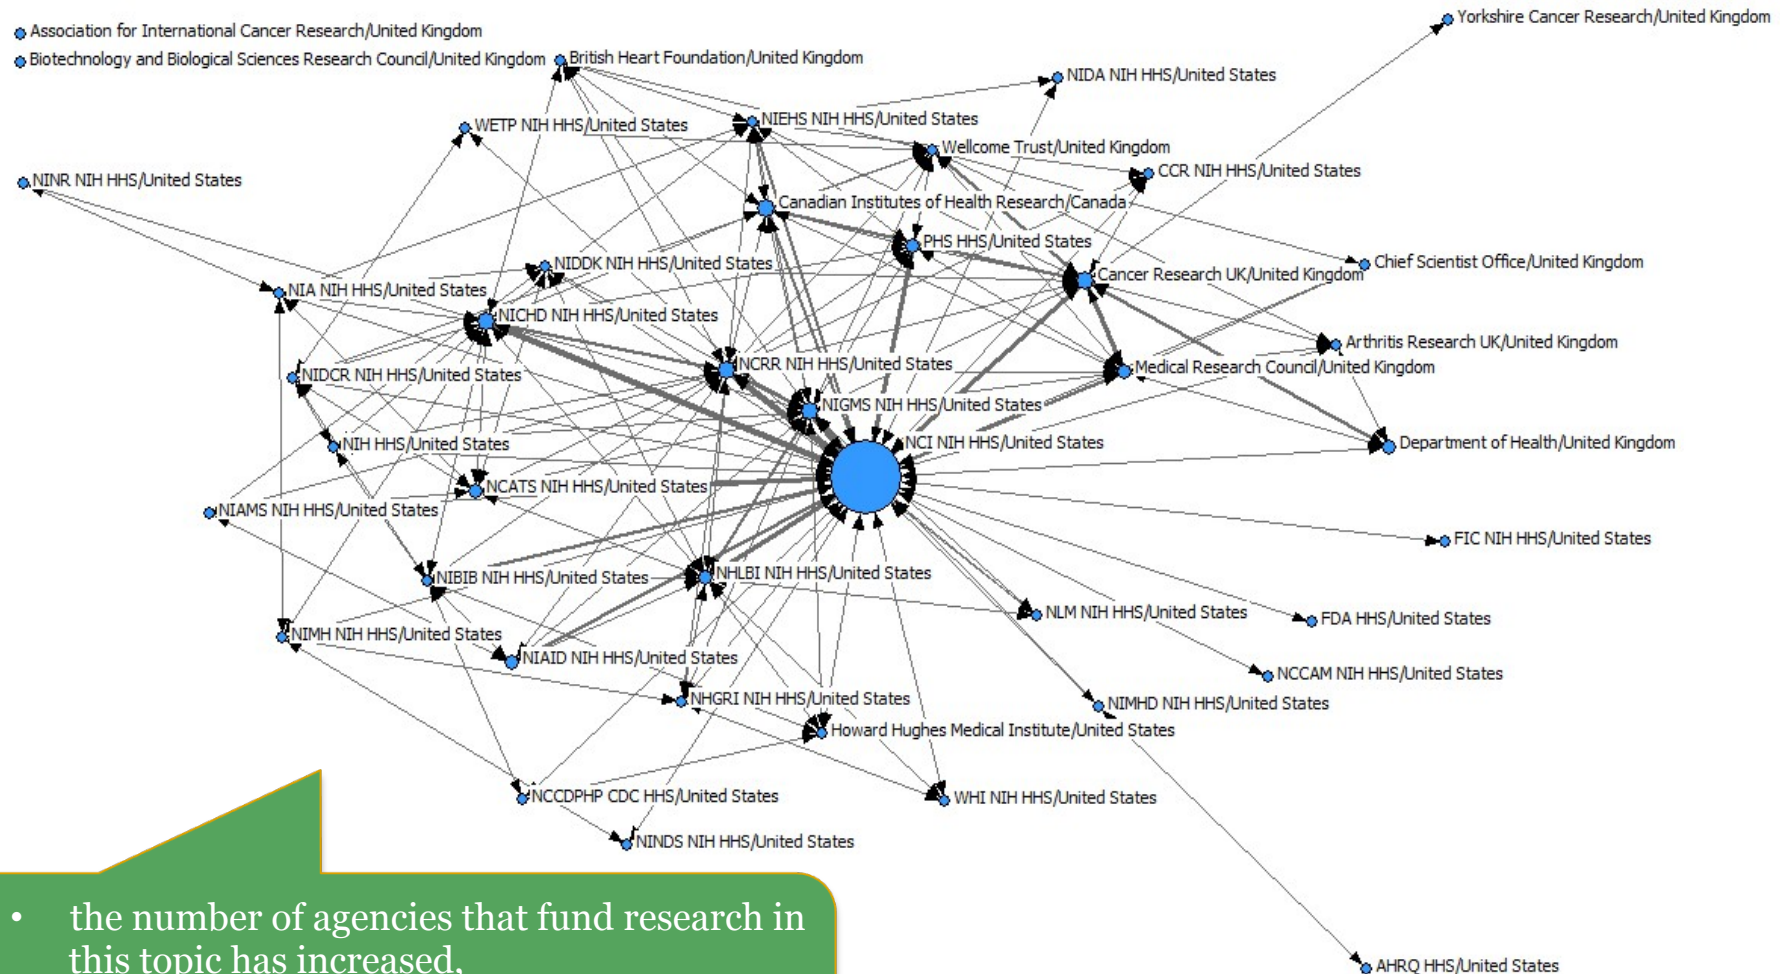 Yorkshire Cancer Research/United Kingdom
Association for International Cancer Research/United Kingdom
Biotechnology and Biological Sciences Research Council/United Kingdom
British Heart Foundation/United Kingdom
NIDA NIH HHS/United States
NIEHS NIH HHS/United States
WETP NIH HHS/United States
Wellcome Trust/United Kingdom
CCR NIH HHS/United States
NINR NIH HHS/United States
Canadian Institutes of Health Research/Canada
PHS HHS/United States
NIDDK NIH HHS/United States
Cancer Research UK/United Kingdom
Chief Scientist Office/United Kingdom
NIA NIH HHS/United States
NICHD NIH HHS/United States
Arthritis Research UK/United Kingdom
NCRR NIH HHS/United States
Medical Research Council/United Kingdom
NIDCR NIH HHS/United States
NIGMS NIH HHS/United States
NIH HHS/United States
NCI NIH HHS/United States
Department of Health/United Kingdom
NCATS NIH HHS/United States
NIAMS NIH HHS/United States
FIC NIH HHS/United States
NIBIB NIH HHS/United States
NHLBI NIH HHS/United States
NLM NIH HHS/United States
FDA HHS/United States
NIMH NIH HHS/United States
NIAID NIH HHS/United States
NCCAM NIH HHS/United States
NHGRI NIH HHS/United States
NIMHD NIH HHS/United States
Howard Hughes Medical Institute/United States
NCCDPHP CDC HHS/United States
WHI NIH HHS/United States
NINDS NIH HHS/United States
• the number of agencies that fund research in
this topic has increased,
AHRQ HHS/United States